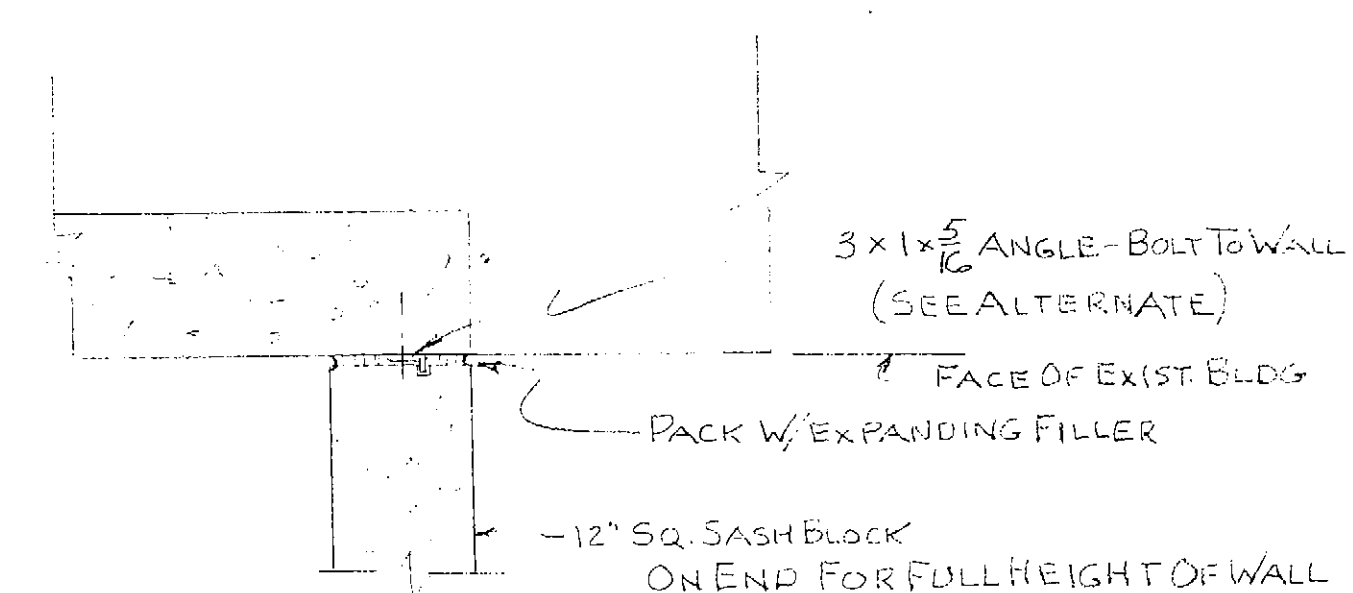 3 x 1 x 5/16 ANGLE-BOLT TO WALL
(SEE ALTERNATE)
FACE OF EXIST. BLDG
PACK W/ EXPANDING FILLER
-12" SQ. SASH BLOCK
ON END FOR FULL HEIGHT OF WALL